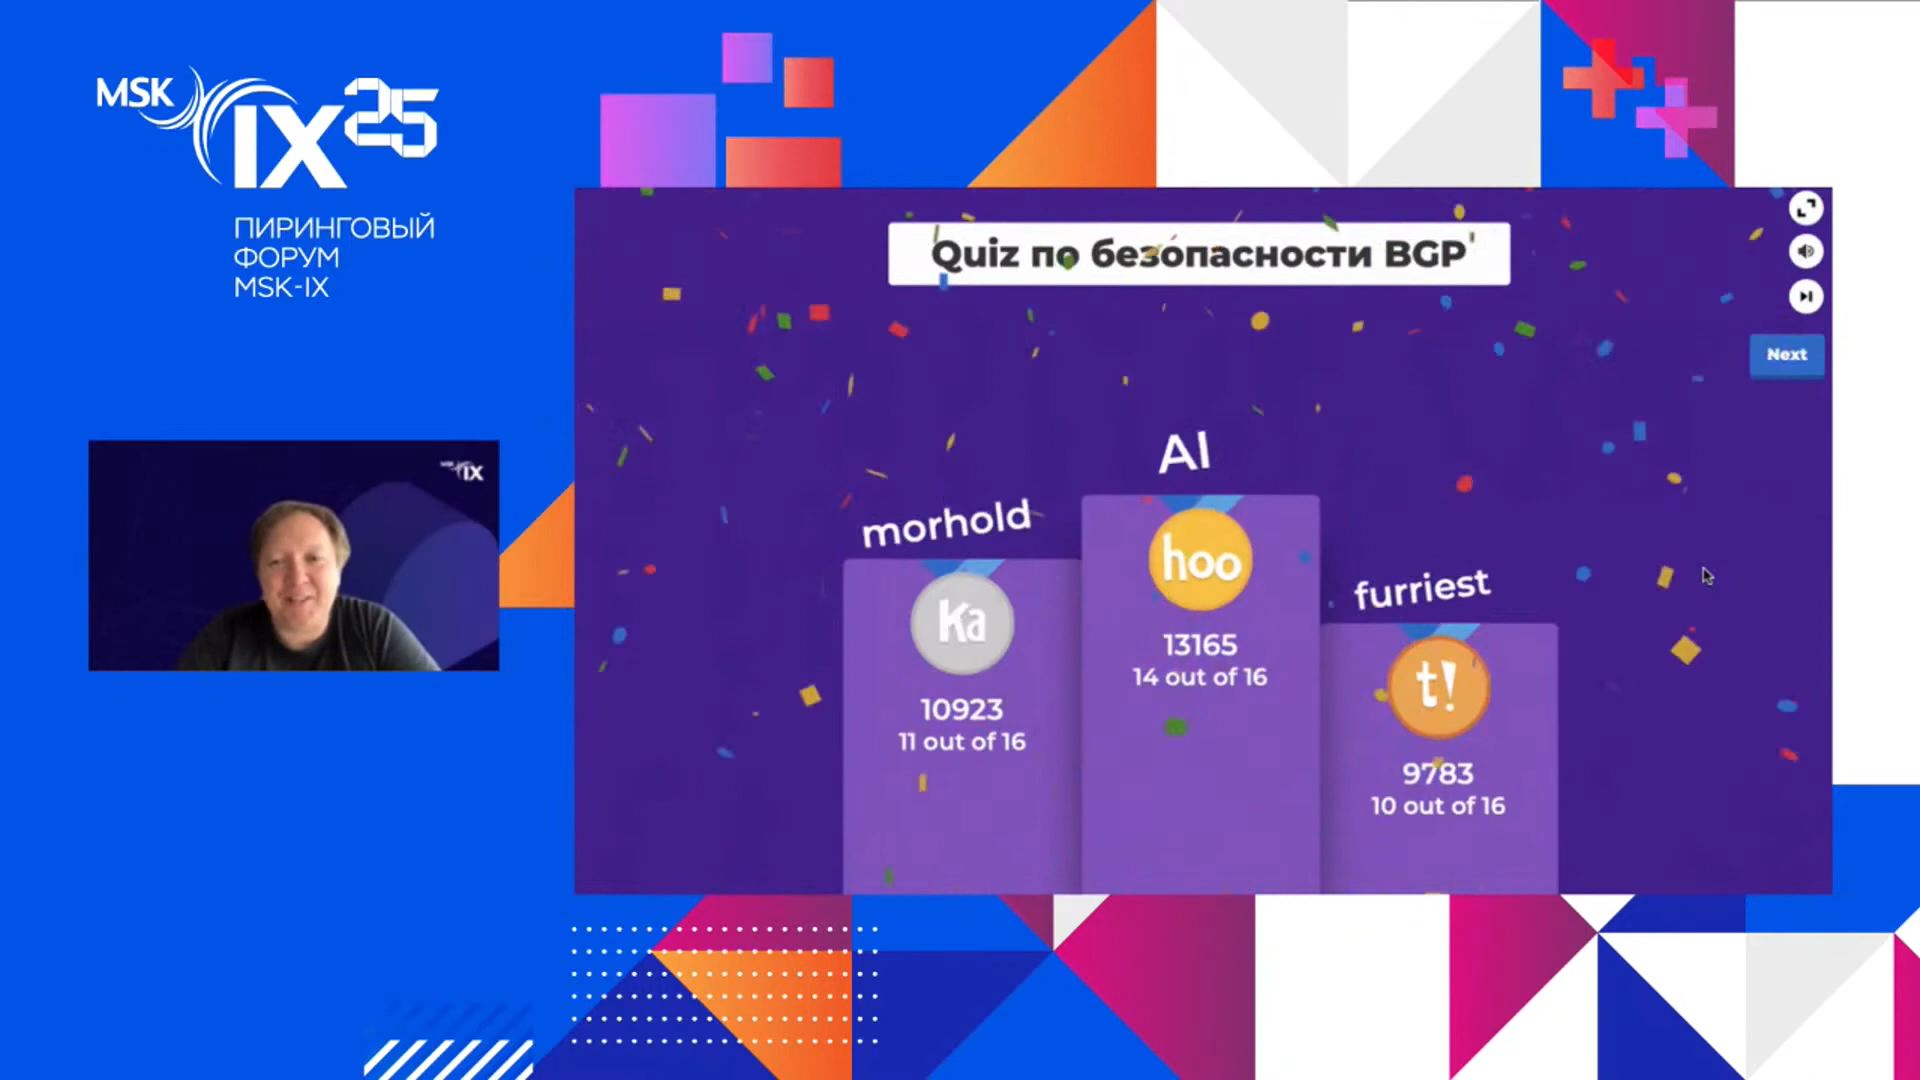 MSK
IX 25
ПИРИНГОВЫЙ
ФОРУМ
MSK-IX
IX
Quiz по безопасности BGP
Next
AI
morhold
furriest
hoo
13165
14 out of 16
Ka
10923
11 out of 16
t!
9783
10 out of 16